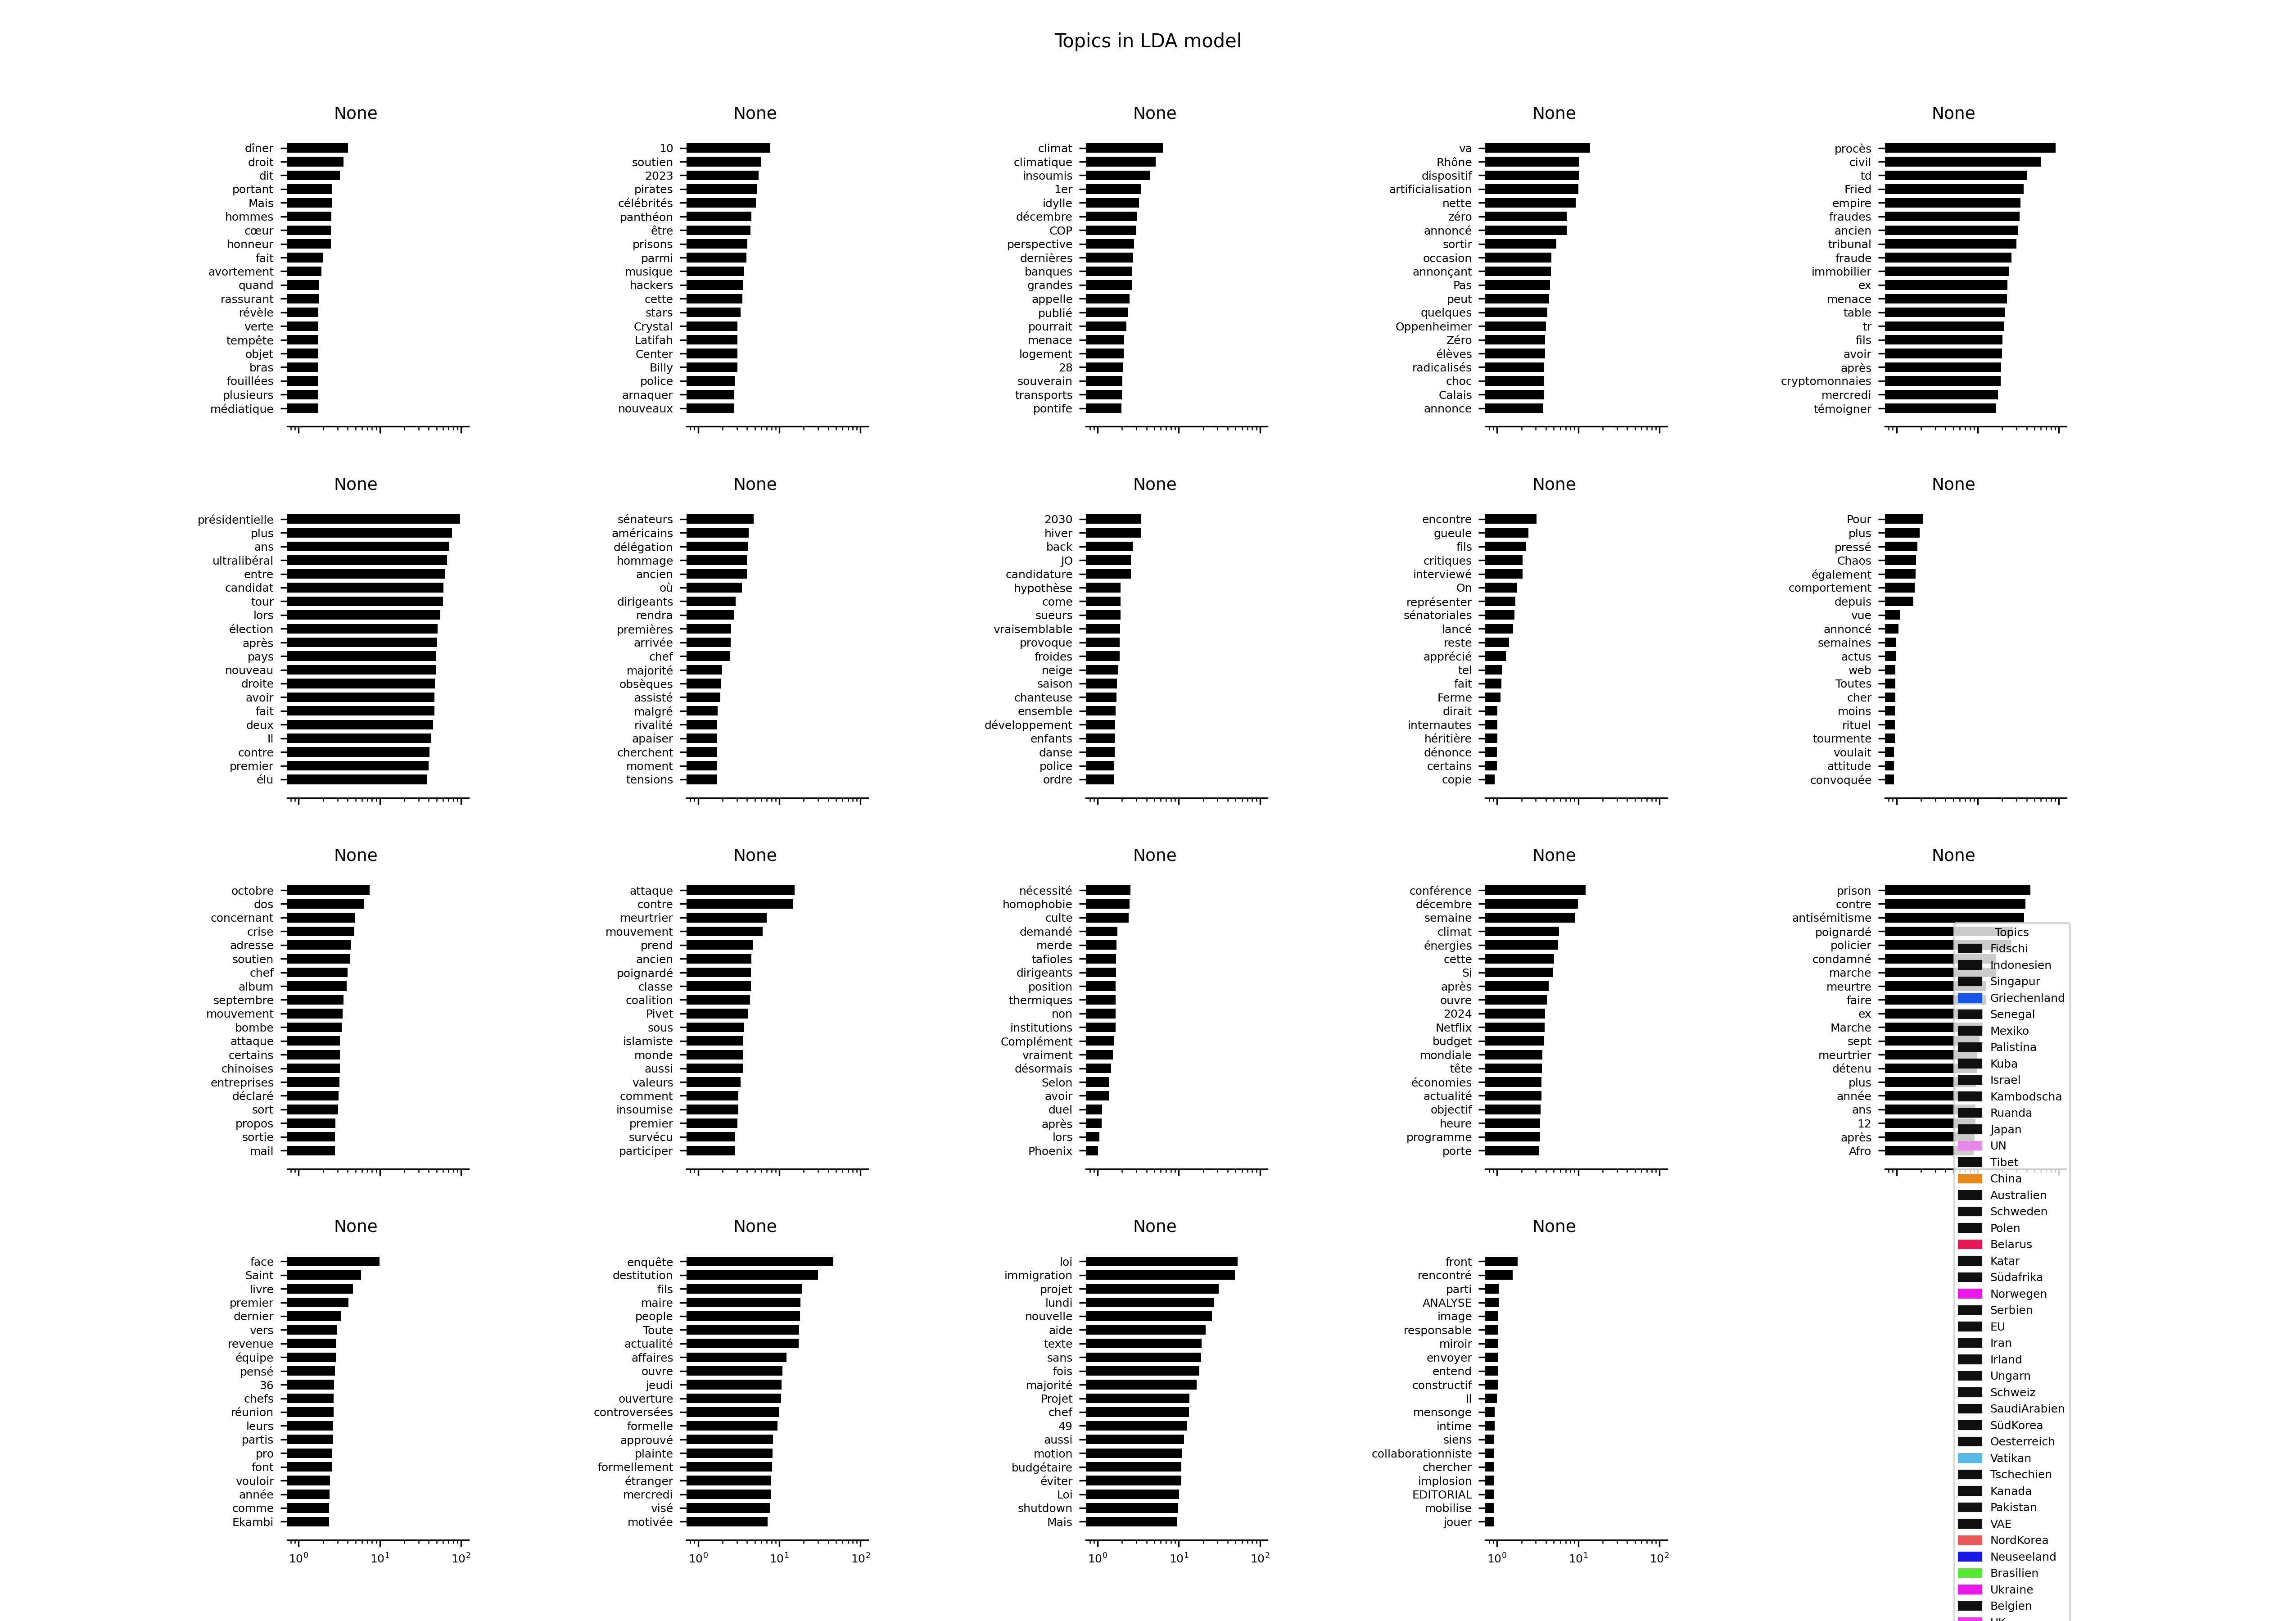 Topics in LDA model
None
dîner
droit
dit
portant
Mais
hommes
cœur
honneur
fait
avortement
quand
rassurant
révèle
verte
tempête
objet
bras
fouillées
plusieurs
médiatique
None
10
soutien
2023
pirates
célébrités
panthéon
être
prisons
parmi
musique
hackers
cette
stars
Crystal
Latifah
Center
Billy
police
arnaquer
nouveaux
None
climat
climatique
insoumis
1er
idylle
décembre
COP
perspective
dernières
banques
grandes
appelle
publié
pourrait
menace
logement
28
souverain
transports
pontife
None
va
Rhône
dispositif
artificialisation
nette
zéro
annoncé
sortir
occasion
annonçant
Pas
peut
quelques
Oppenheimer
Zéro
élèves
radicalisés
choc
Calais
annonce
None
procès
civil
td
Fried
empire
fraudes
ancien
tribunal
fraude
immobilier
ex
menace
table
tr
fils
avoir
après
cryptomonnaies
mercredi
témoigner
None
présidentielle
plus
ans
ultralibéral
entre
candidat
tour
lors
élection
après
pays
nouveau
droite
avoir
fait
deux
Il
contre
premier
élu
None
sénateurs
américains
délégation
hommage
ancien
où
dirigeants
rendra
premières
arrivée
chef
majorité
obsèques
assisté
malgré
rivalité
apaiser
cherchent
moment
tensions
None
2030
hiver
back
JO
candidature
hypothèse
come
sueurs
vraisemblable
provoque
froides
neige
saison
chanteuse
ensemble
développement
enfants
danse
police
ordre
None
encontre
gueule
fils
critiques
interviewé
On
représenter
sénatoriales
lancé
reste
apprécié
tel
fait
Ferme
dirait
internautes
héritière
dénonce
certains
copie
None
Pour
plus
pressé
Chaos
également
comportement
depuis
vue
annoncé
semaines
actus
web
Toutes
cher
moins
rituel
tourmente
voulait
attitude
convoquée
None
octobre
dos
concernant
crise
adresse
soutien
chef
album
septembre
mouvement
bombe
attaque
certains
chinoises
entreprises
déclaré
sort
propos
sortie
mail
None
attaque
contre
meurtrier
mouvement
prend
ancien
poignardé
classe
coalition
Pivet
sous
islamiste
monde
aussi
valeurs
comment
insoumise
premier
survécu
participer
None
nécessité
homophobie
culte
demandé
merde
tafioles
dirigeants
position
thermiques
non
institutions
Complément
vraiment
désormais
Selon
avoir
duel
après
lors
Phoenix
None
conférence
décembre
semaine
climat
énergies
cette
Si
après
ouvre
2024
Netflix
budget
mondiale
tête
économies
actualité
objectif
heure
programme
porte
None
prison
contre
antisémitisme
poignardé
policier
condamné
marche
meurtre
faire
ex
Marche
sept
meurtrier
détenu
plus
année
ans
12
après
Afro
None
face
Saint
livre
premier
dernier
vers
revenue
équipe
pensé
36
chefs
réunion
leurs
partis
pro
font
vouloir
année
comme
Ekambi
10⁰ 10¹ 10²
None
enquête
destitution
fils
maire
people
Toute
actualité
affaires
ouvre
jeudi
ouverture
controversées
formelle
approuvé
plainte
formellement
étranger
mercredi
visé
motivée
10⁰ 10¹ 10²
None
loi
immigration
projet
lundi
nouvelle
aide
texte
sans
fois
majorité
Projet
chef
49
aussi
motion
budgétaire
éviter
Loi
shutdown
Mais
10⁰ 10¹ 10²
None
front
rencontré
parti
ANALYSE
image
responsable
miroir
envoyer
entend
constructif
Il
mensonge
intime
siens
collaborationniste
chercher
implosion
EDITORIAL
mobilise
jouer
10⁰ 10¹ 10²
Topics
Fidschi
Indonesien
Singapur
Griechenland
Senegal
Mexiko
Palistina
Kuba
Israel
Kambodscha
Ruanda
Japan
UN
Tibet
China
Australien
Schweden
Polen
Belarus
Katar
Südafrika
Norwegen
Serbien
EU
Iran
Irland
Ungarn
Schweiz
SaudiArabien
SüdKorea
Oesterreich
Vatikan
Tschechien
Kanada
Pakistan
VAE
NordKorea
Neuseeland
Brasilien
Ukraine
Belgien